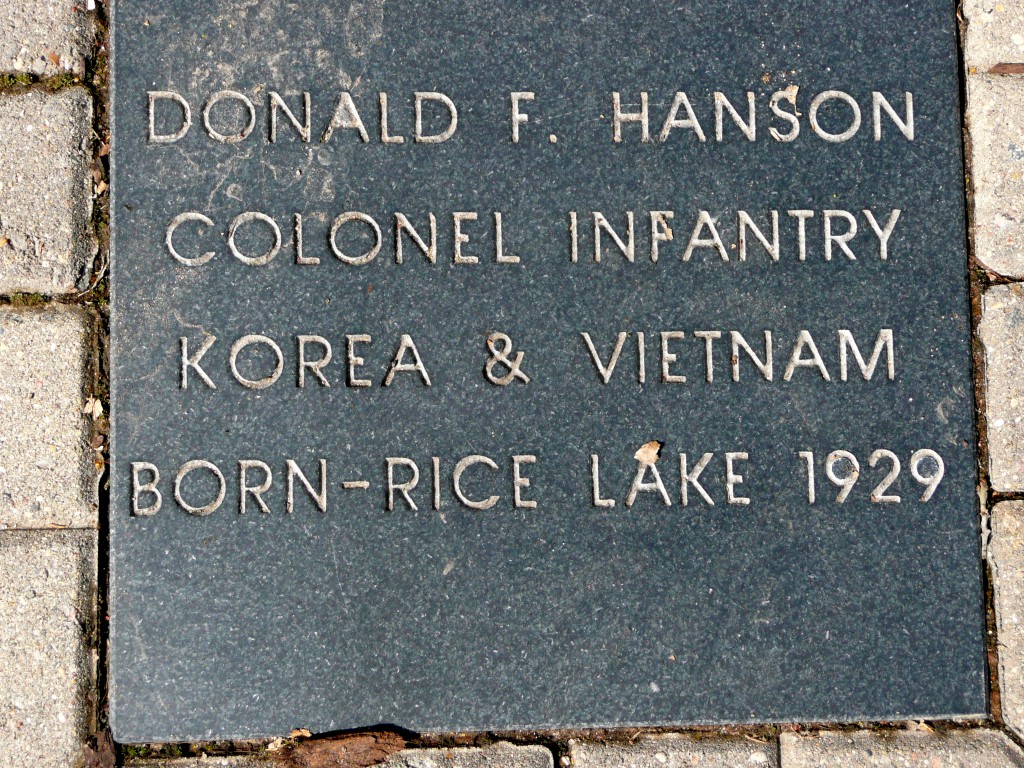 DONALD F. HANSON
COLONEL INFANTRY
KOREA & VIETNAM
BORN-RICE LAKE 1929